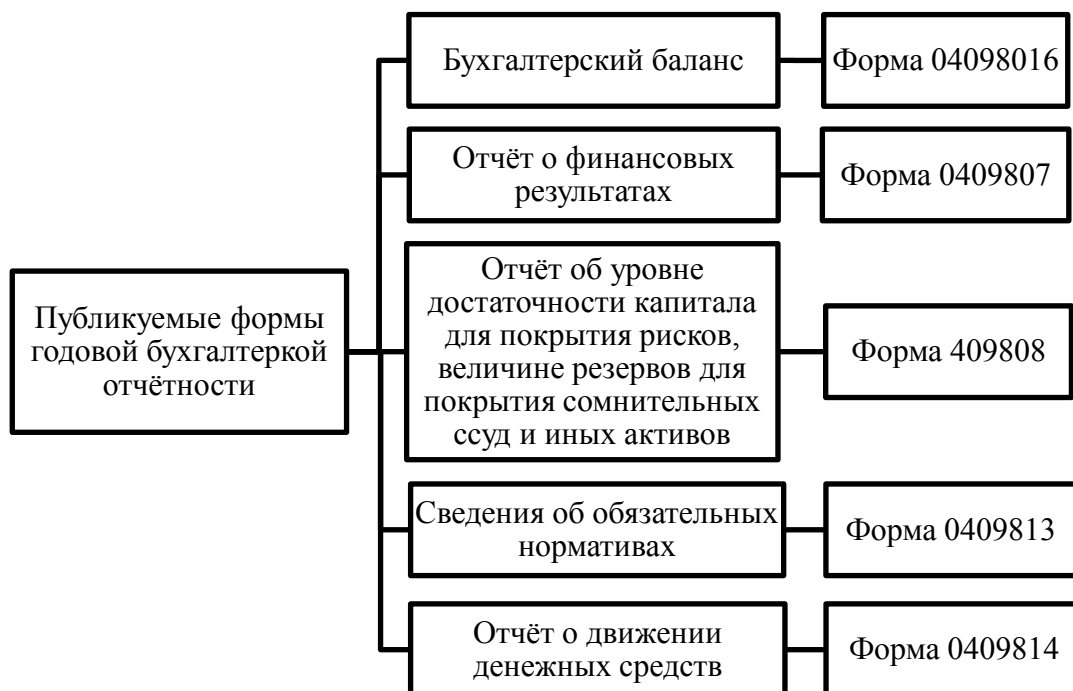 Публикуемые формы
годовой бухгалтеркой
отчётности
Бухгалтерский баланс
Форма 04098016
Отчёт о финансовых
результатах
Форма 0409807
Отчёт об уровне
достаточности капитала
для покрытия рисков,
величине резервов для
покрытия сомнительных
ссуд и иных активов
Форма 409808
Сведения об обязательных
нормативах
Форма 0409813
Отчёт о движении
денежных средств
Форма 0409814